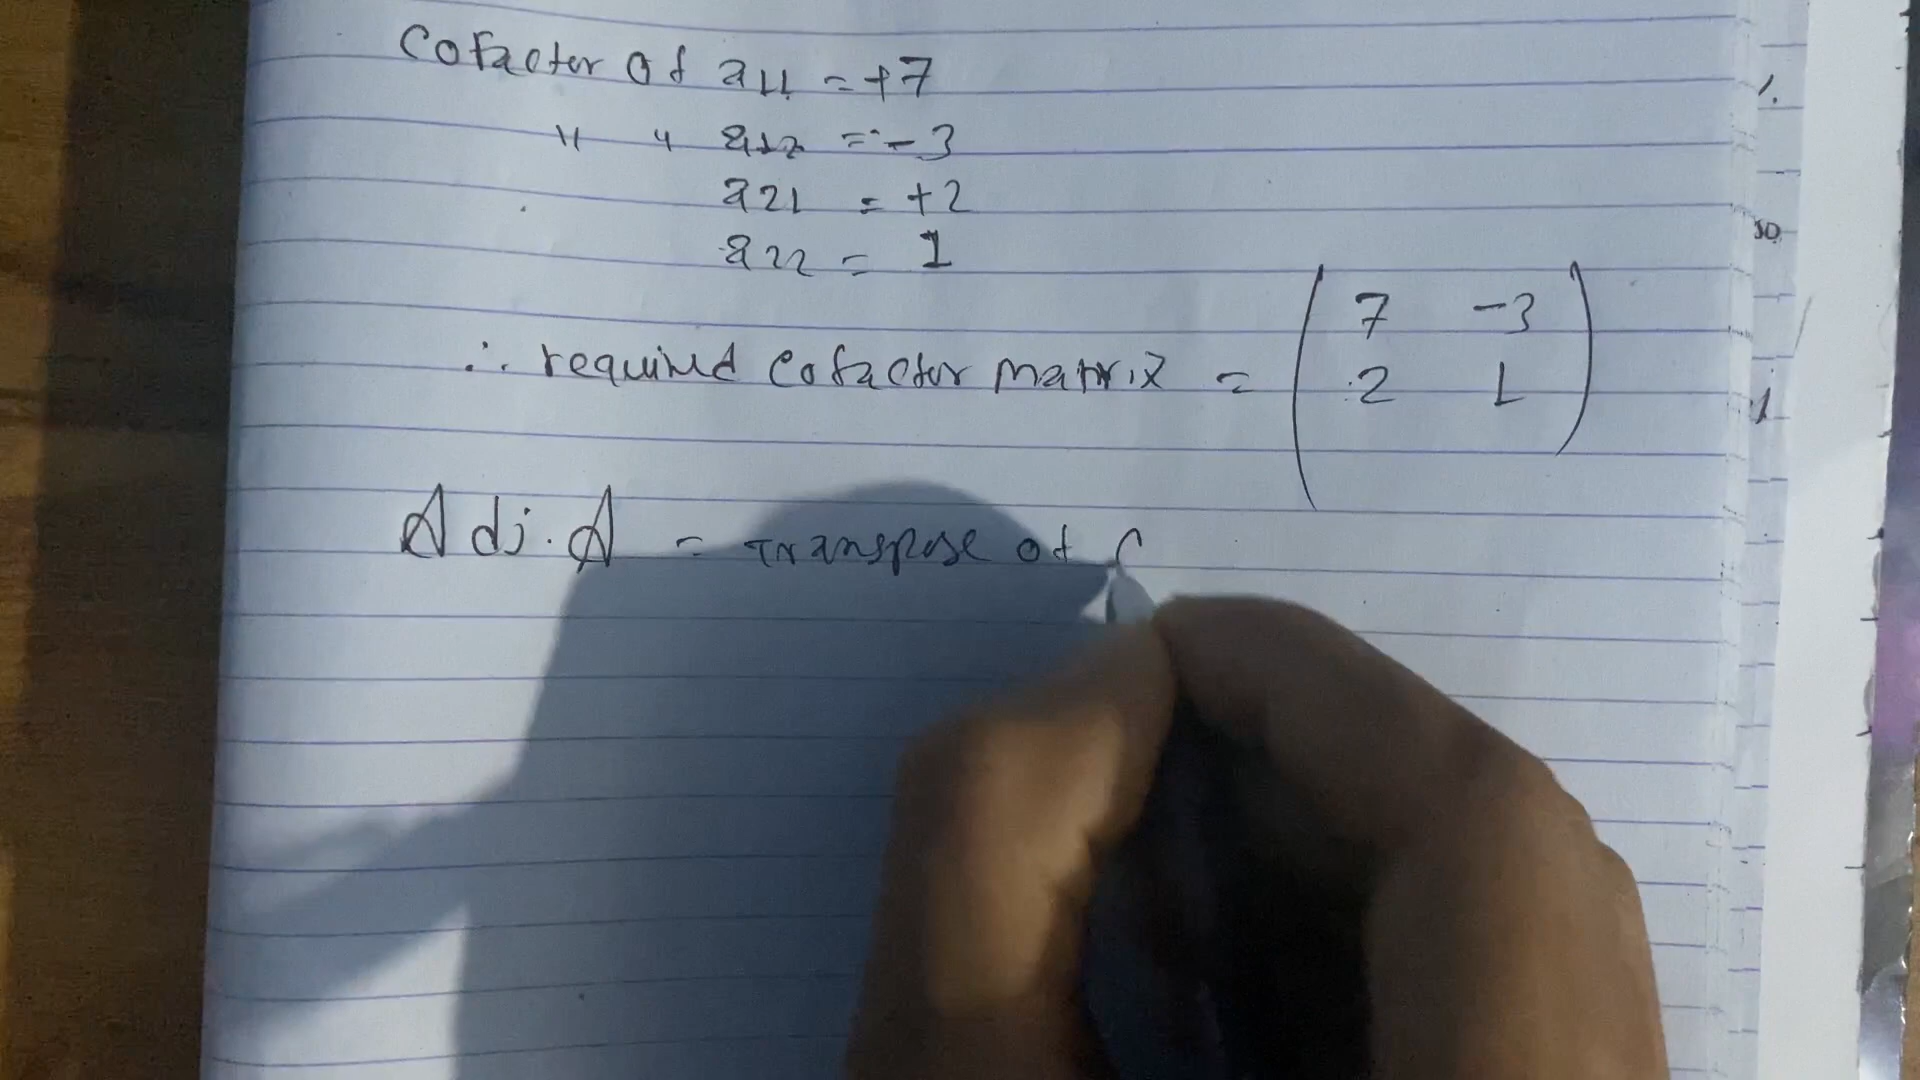 Cofactor of a11 = +7
" " a12 = -3
a21 = +2
a22 = 1
∴ required cofactor matrix = ( 7 -3
2 1 )
Adj. A = Transpose of C